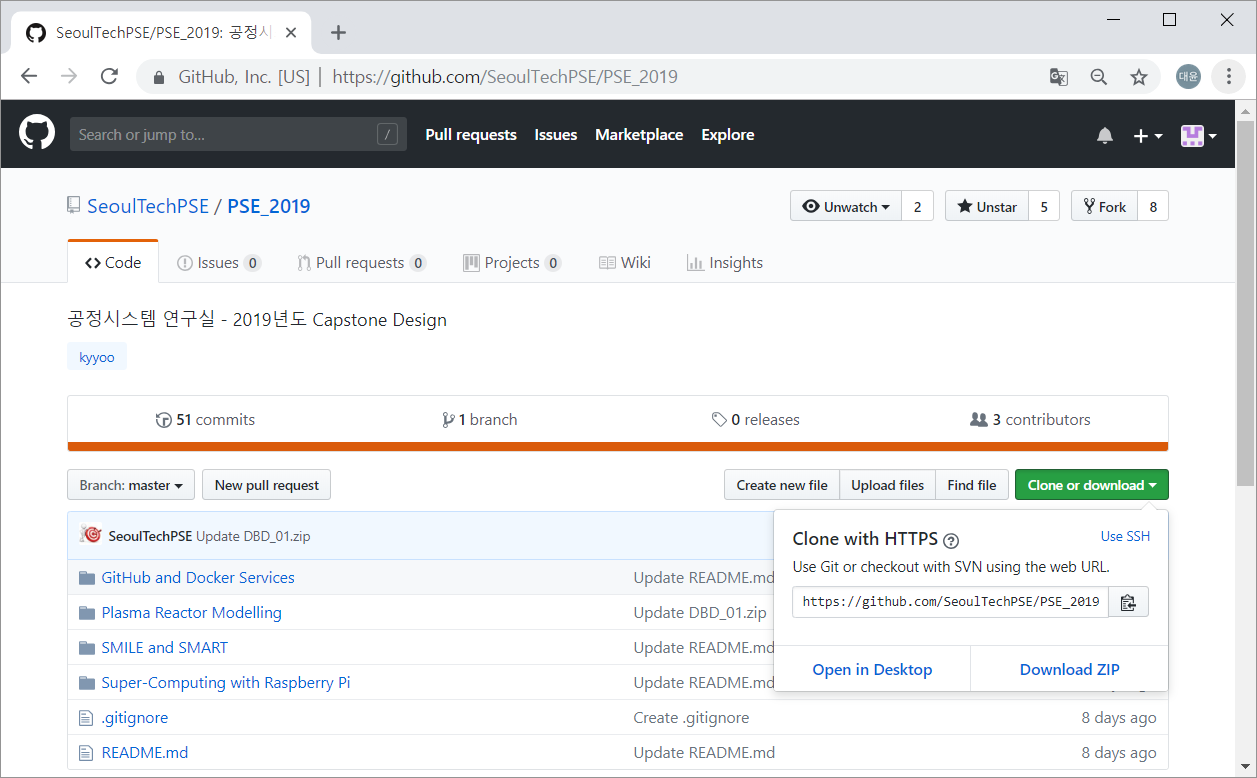 SeoulTechPSE/PSE_2019: 공정시
GitHub, Inc. [US] | https://github.com/SeoulTechPSE/PSE_2019
대윤
Search or jump to... / Pull requests Issues Marketplace Explore
SeoulTechPSE / PSE_2019 Unwatch 2 Unstar 5 Fork 8
Code Issues 0 Pull requests 0 Projects 0 Wiki Insights
공정시스템 연구실 - 2019년도 Capstone Design
kyyoo
51 commits 1 branch 0 releases 3 contributors
Branch: master New pull request Create new file Upload files Find file Clone or download
SeoulTechPSE Update DBD_01.zip
GitHub and Docker Services Update README.md
Plasma Reactor Modelling Update DBD_01.zip
SMILE and SMART Update README.md
Super-Computing with Raspberry Pi Update README.md
.gitignore Create .gitignore 8 days ago
README.md Update README.md 8 days ago
Clone with HTTPS ? Use SSH
Use Git or checkout with SVN using the web URL.
https://github.com/SeoulTechPSE/PSE_2019
Open in Desktop Download ZIP